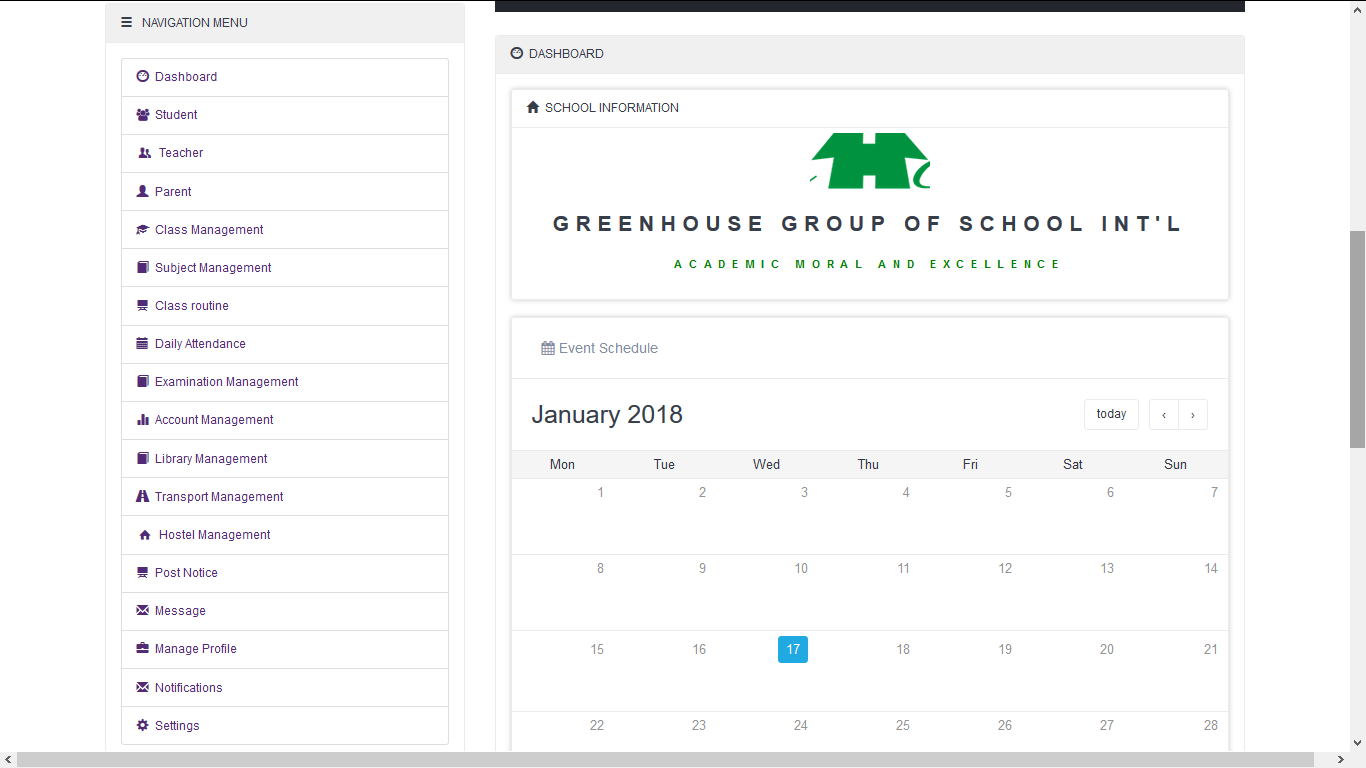 NAVIGATION MENU
Dashboard
Student
Teacher
Parent
Class Management
Subject Management
Class routine
Daily Attendance
Examination Management
Account Management
Library Management
Transport Management
Hostel Management
Post Notice
Message
Manage Profile
Notifications
Settings
DASHBOARD
SCHOOL INFORMATION
GREENHOUSE GROUP OF SCHOOL INT'L
ACADEMIC MORAL AND EXCELLENCE
Event Schedule
January 2018
today ‹ ›
Mon Tue Wed Thu Fri Sat Sun
1 2 3 4 5 6 7
8 9 10 11 12 13 14
15 16 17 18 19 20 21
22 23 24 25 26 27 28